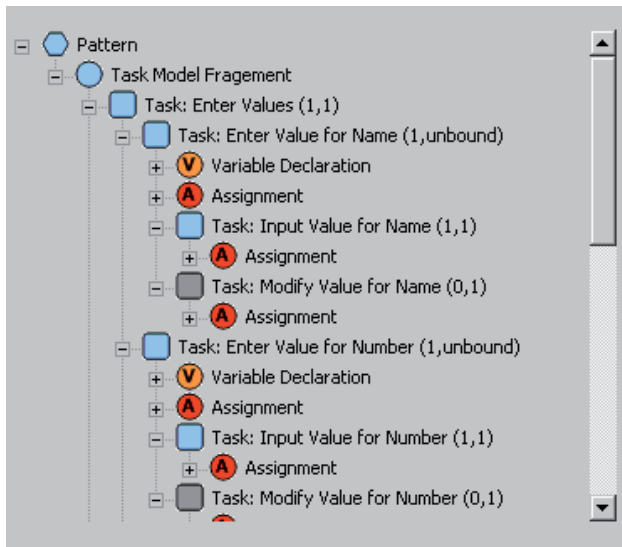 Pattern
Task Model Fragement
Task: Enter Values (1,1)
Task: Enter Value for Name (1,unbound)
V Variable Declaration
A Assignment
Task: Input Value for Name (1,1)
A Assignment
Task: Modify Value for Name (0,1)
A Assignment
Task: Enter Value for Number (1,unbound)
V Variable Declaration
A Assignment
Task: Input Value for Number (1,1)
A Assignment
Task: Modify Value for Number (0,1)